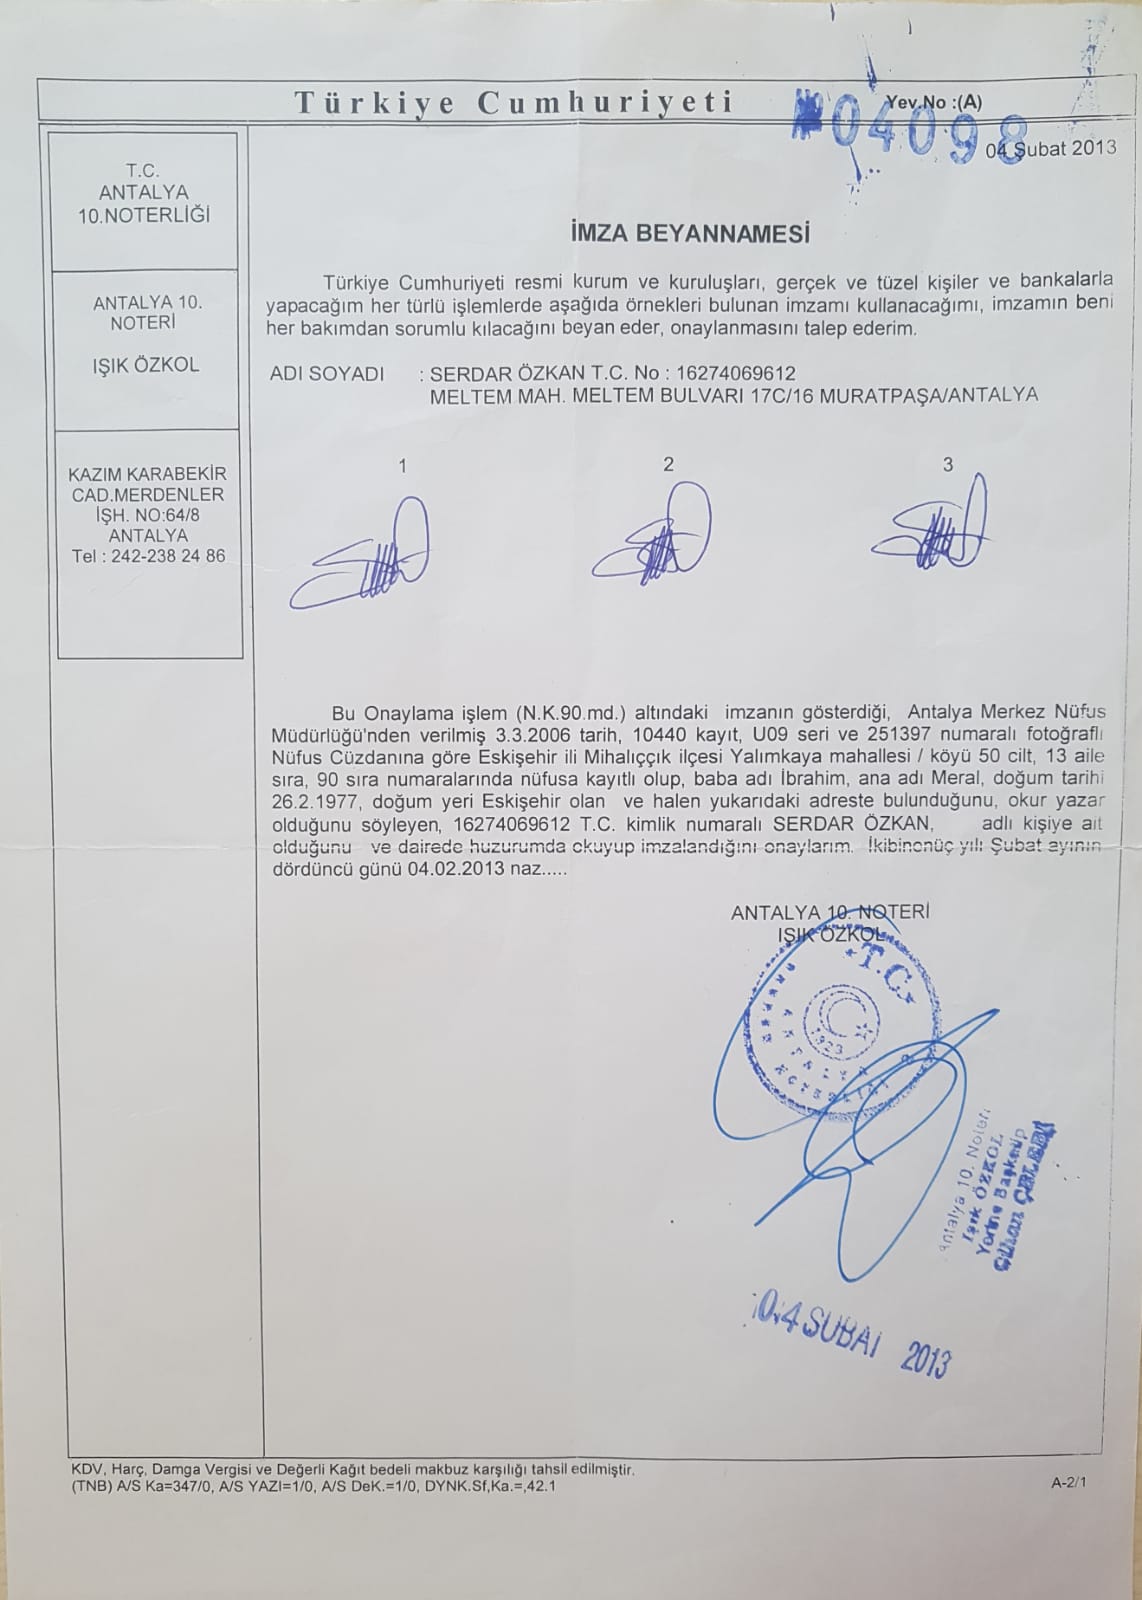 Türkiye Cumhuriyeti
Yev.No :(A)
04098
04 Şubat 2013
T.C.
ANTALYA
10.NOTERLİĞİ
ANTALYA 10.
NOTERİ
IŞIK ÖZKOL
KAZIM KARABEKİR
CAD.MERDENLER
İŞH. NO:64/8
ANTALYA
Tel : 242-238 24 86
İMZA BEYANNAMESİ
Türkiye Cumhuriyeti resmi kurum ve kuruluşları, gerçek ve tüzel kişiler ve bankalarla
yapacağım her türlü işlemlerde aşağıda örnekleri bulunan imzamı kullanacağımı, imzamın beni
her bakımdan sorumlu kılacağını beyan eder, onaylanmasını talep ederim.
ADI SOYADI : SERDAR ÖZKAN T.C. No : 16274069612
MELTEM MAH. MELTEM BULVARI 17C/16 MURATPAŞA/ANTALYA
1 2 3
Bu Onaylama işlem (N.K.90.md.) altındaki imzanın gösterdiği, Antalya Merkez Nüfus
Müdürlüğü'nden verilmiş 3.3.2006 tarih, 10440 kayıt, U09 seri ve 251397 numaralı fotoğraflı
Nüfus Cüzdanına göre Eskişehir ili Mihalıççık ilçesi Yalımkaya mahallesi / köyü 50 cilt, 13 aile
sıra, 90 sıra numaralarında nüfusa kayıtlı olup, baba adı İbrahim, ana adı Meral, doğum tarihi
26.2.1977, doğum yeri Eskişehir olan ve halen yukarıdaki adreste bulunduğunu, okur yazar
olduğunu söyleyen, 16274069612 T.C. kimlik numaralı SERDAR ÖZKAN, adlı kişiye ait
olduğunu ve dairede huzurumda okuyup imzalandığını onaylarım. İkibinonüç yılı Şubat ayının
dördüncü günü 04.02.2013 naz.....
ANTALYA 10. NOTERİ
IŞIK ÖZKOL
T.C.
1923
Antalya 10. Noteri
Işık ÖZKOL
Yerine Başkatip
04 ŞUBAT 2013
KDV, Harç, Damga Vergisi ve Değerli Kağıt bedeli makbuz karşılığı tahsil edilmiştir.
(TNB) A/S Ka=347/0, A/S YAZI=1/0, A/S DeK.=1/0, DYNK.Sf,Ka.=,42.1
A-2/1